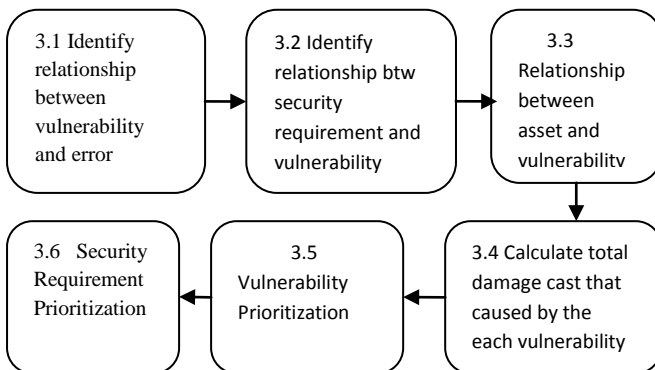 3.1 Identify
relationship
between
vulnerability
and error
3.2 Identify
relationship btw
security
requirement and
vulnerability
3.3
Relationship
between
asset and
vulnerability
3.4 Calculate total
damage cast that
caused by the
each vulnerability
3.5
Vulnerability
Prioritization
3.6 Security
Requirement
Prioritization